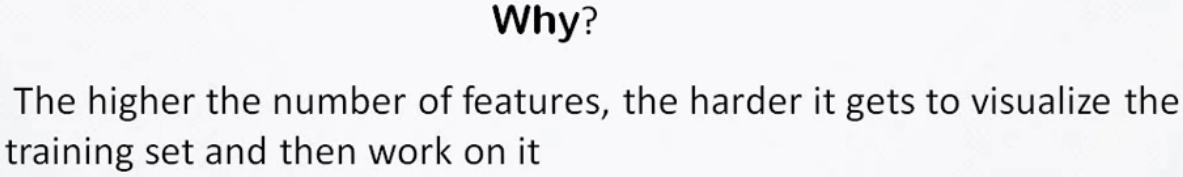 Why?
The higher the number of features, the harder it gets to visualize the
training set and then work on it